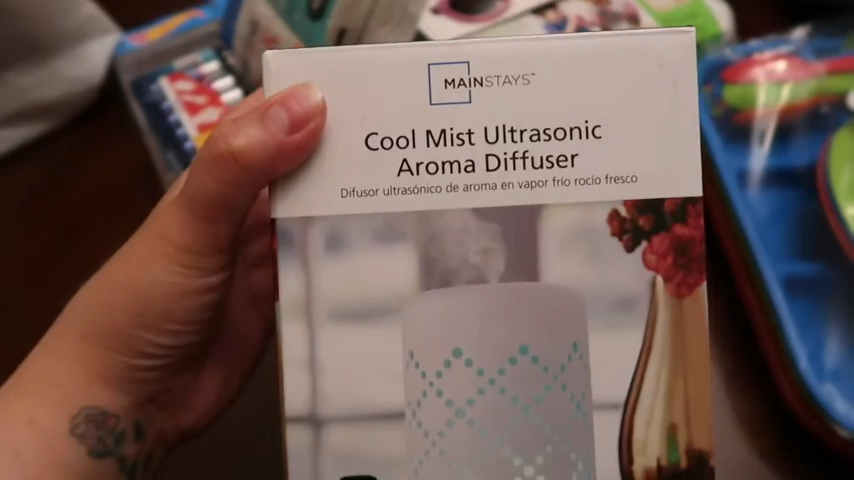 MAINSTAYS™
Cool Mist Ultrasonic
Aroma Diffuser
Difusor ultrasónico de aroma en vapor frío rocío fresco